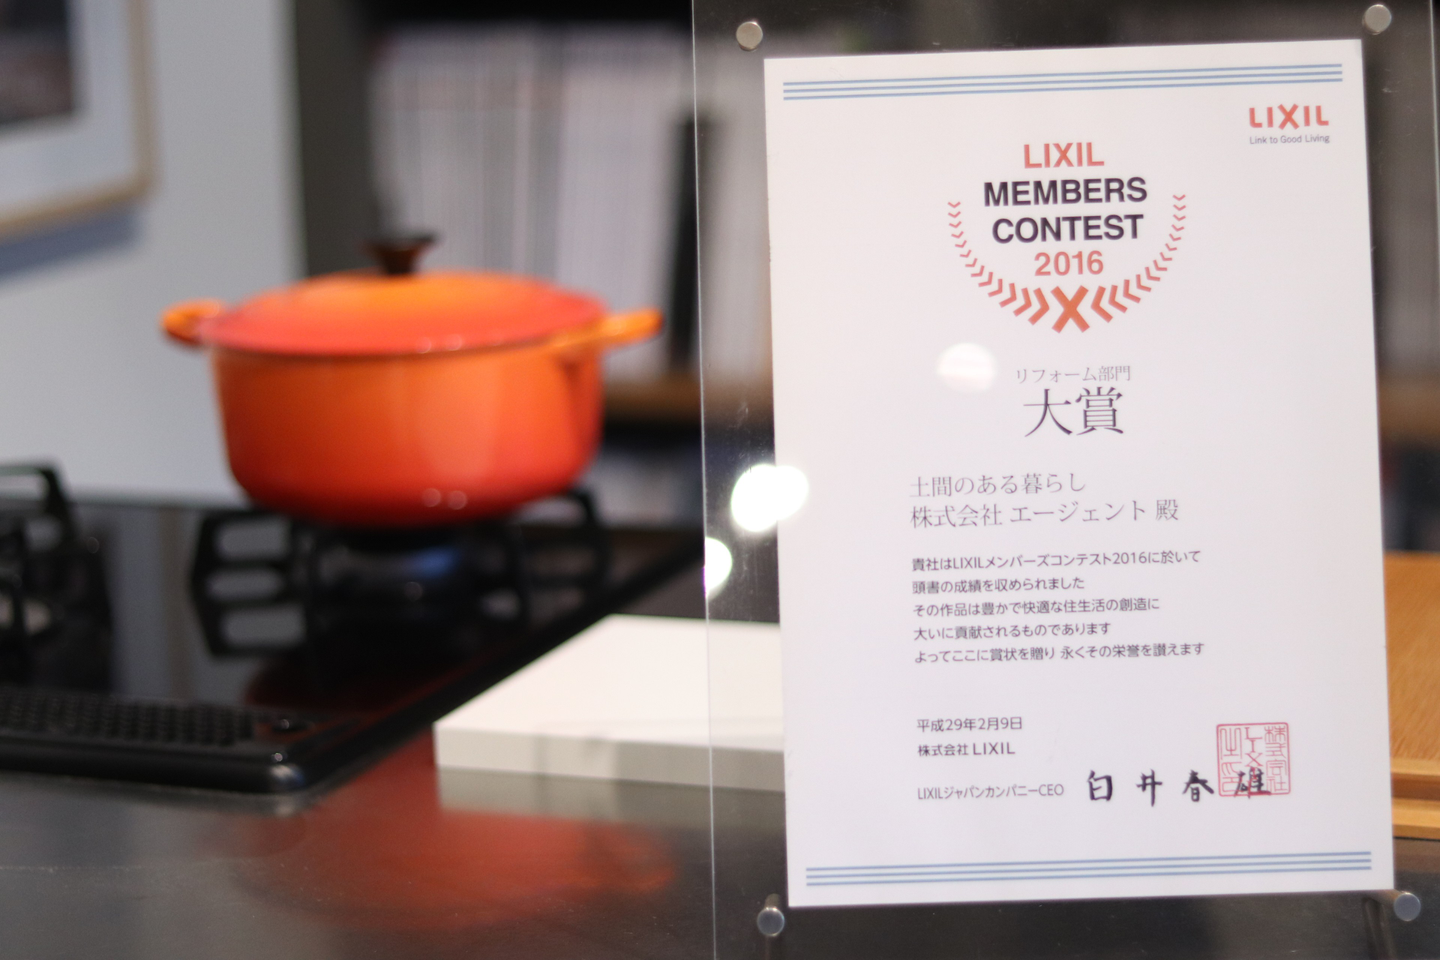 LIXIL
Link to Good Living
LIXIL
MEMBERS
CONTEST
2016
リフォーム部門
大賞
土間のある暮らし
株式会社 エージェント 殿
貴社はLIXILメンバーズコンテスト2016に於いて
頭書の成績を収められました
その作品は豊かで快適な住生活の創造に
大いに貢献されるものであります
よってここに賞状を贈り 永くその栄誉を讃えます
平成29年2月9日
株式会社 LIXIL
LIXILジャパンカンパニーCEO 白井春雄